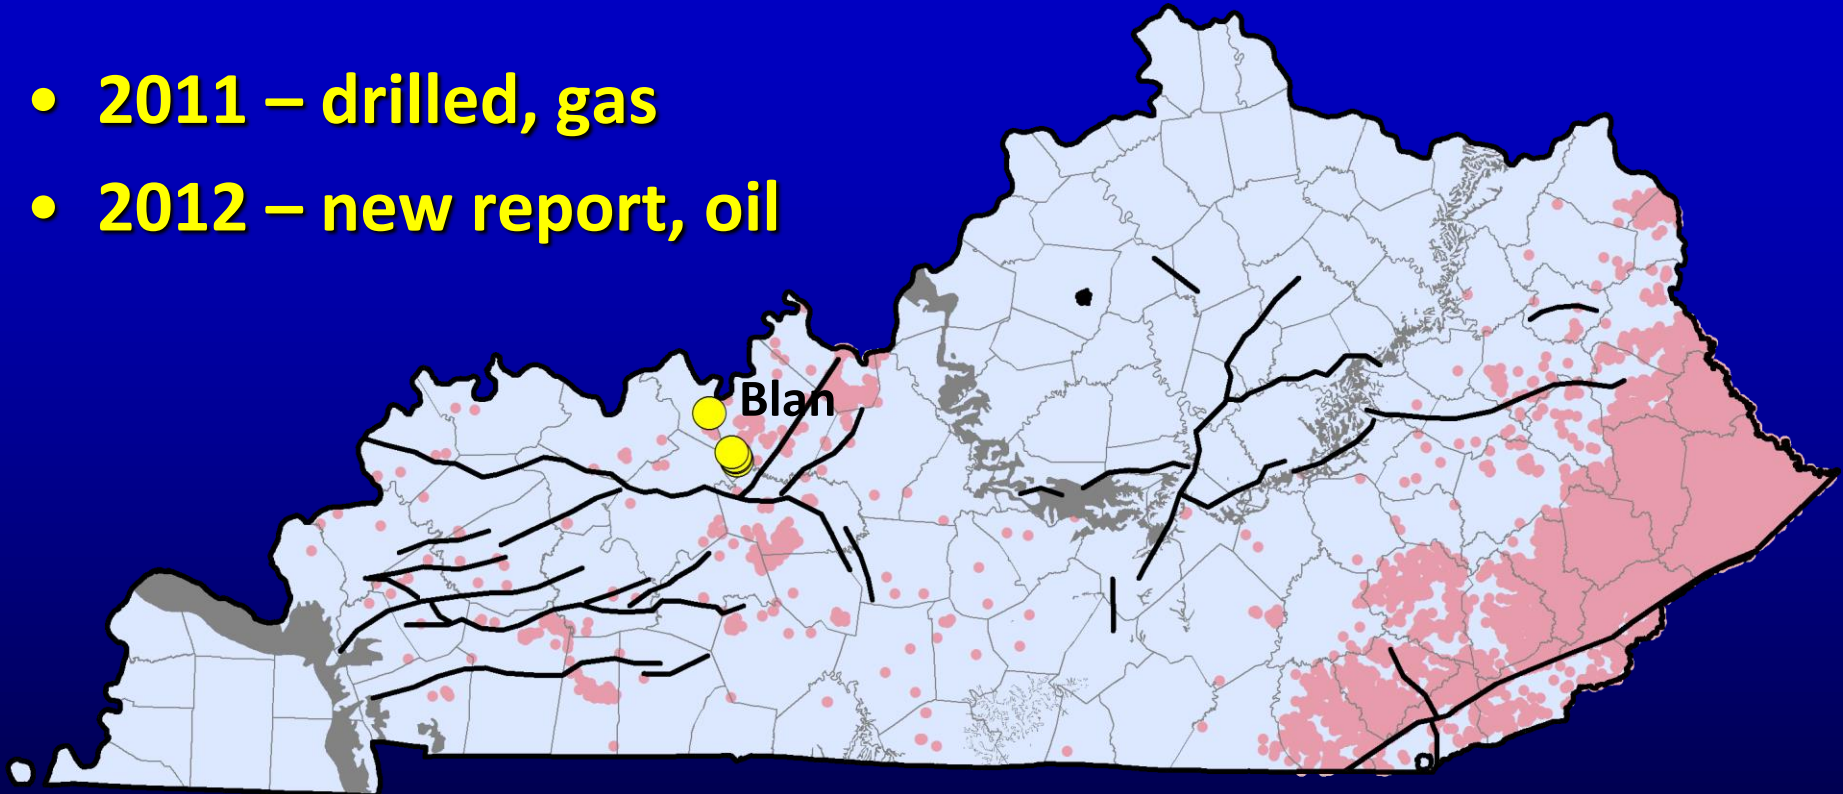 • 2011 – drilled, gas
• 2012 – new report, oil
Blan